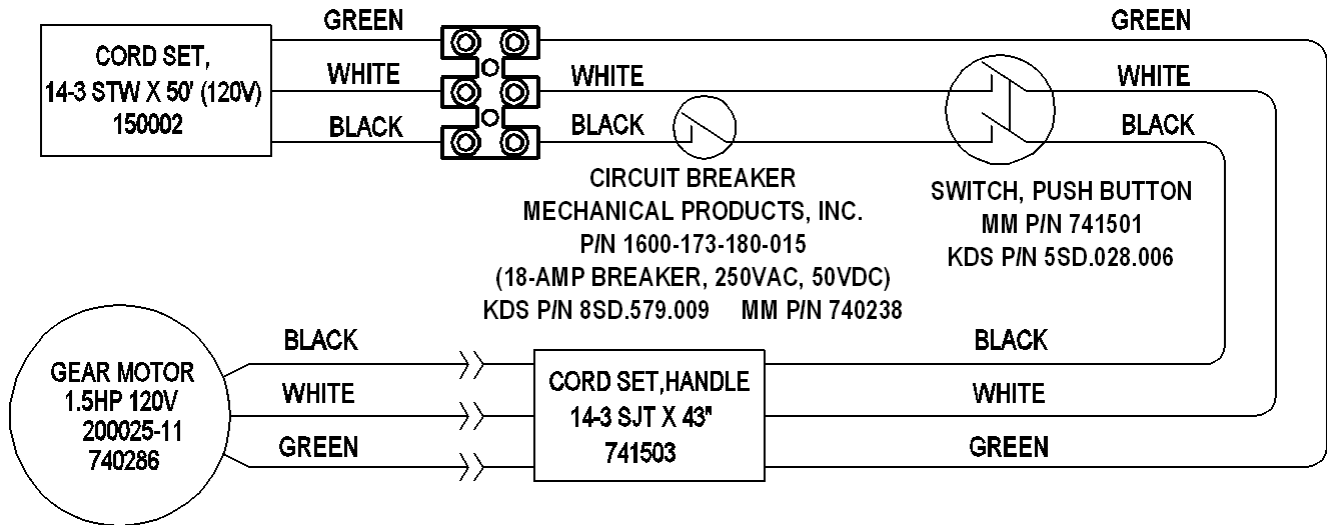 GREEN
GREEN
CORD SET,
14-3 STW X 50' (120V)
150002
WHITE
WHITE
WHITE
BLACK
BLACK
BLACK
CIRCUIT BREAKER
MECHANICAL PRODUCTS, INC.
P/N 1600-173-180-015
(18-AMP BREAKER, 250VAC, 50VDC)
KDS P/N 8SD.579.009 MM P/N 740238
SWITCH, PUSH BUTTON
MM P/N 741501
KDS P/N 5SD.028.006
GEAR MOTOR
1.5HP 120V
200025-11
740286
BLACK
WHITE
GREEN
CORD SET,HANDLE
14-3 SJT X 43"
741503
BLACK
WHITE
GREEN